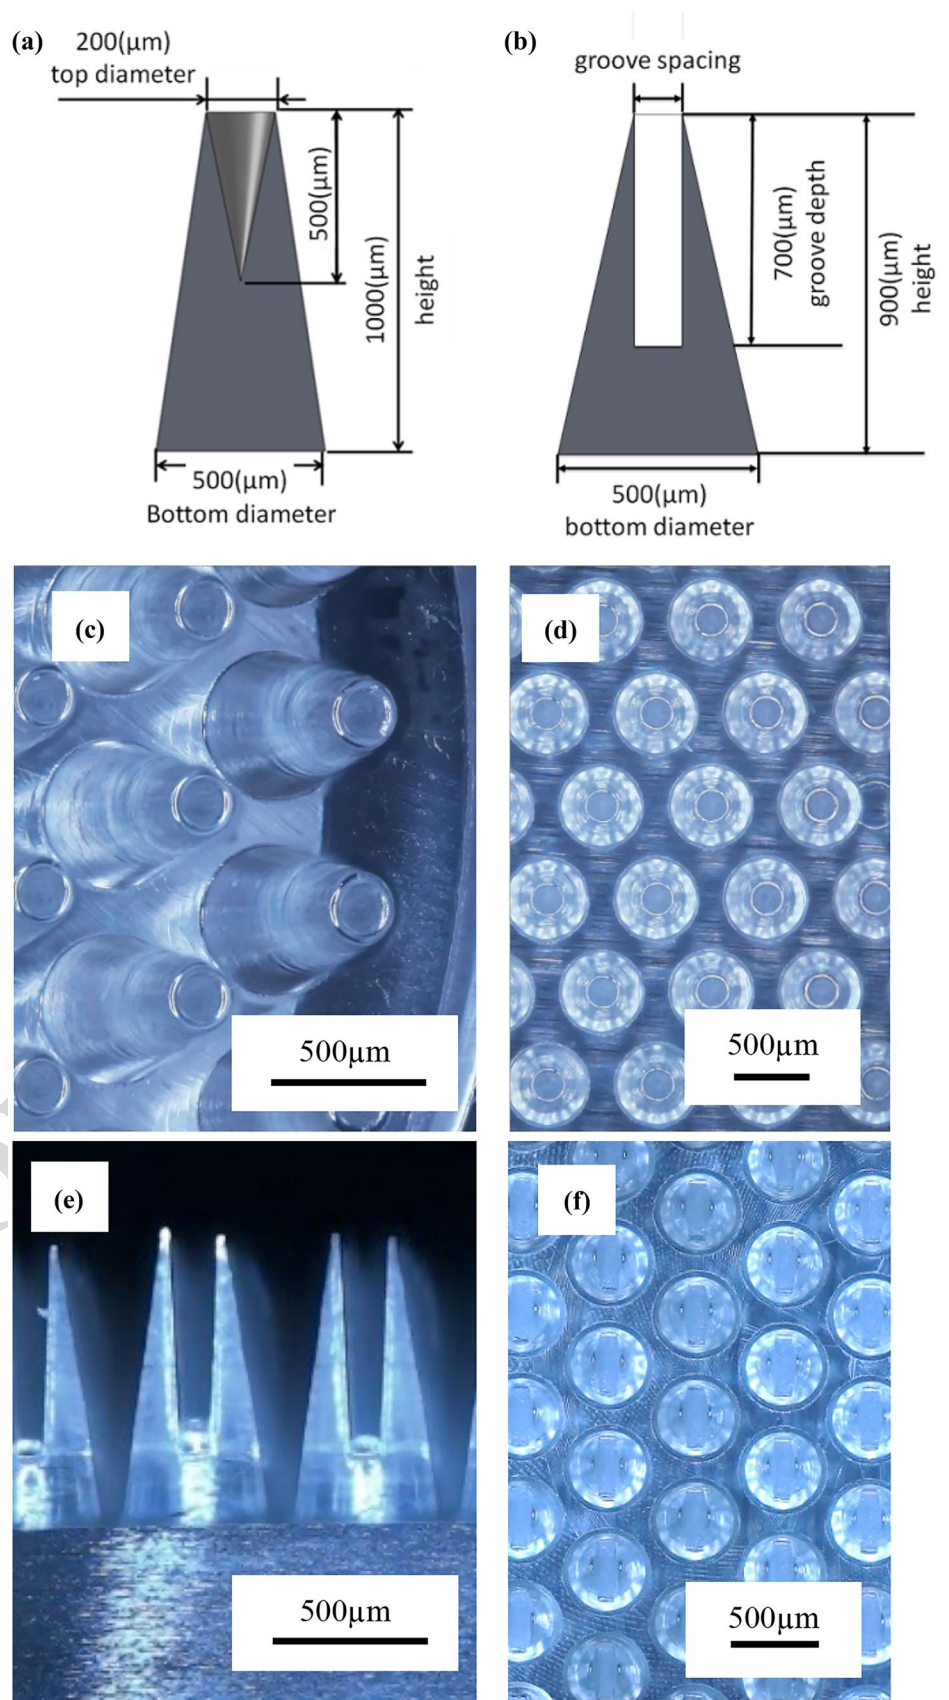 (a)
200(μm)
top diameter
500(μm)
1000(μm)
height
500(μm)
Bottom diameter
(b)
groove spacing
700(μm)
groove depth
900(μm)
height
500(μm)
bottom diameter
(c)
500μm
(d)
500μm
(e)
500μm
(f)
500μm